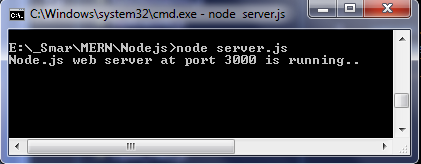 C:\Windows\system32\cmd.exe - node  server.js
E:\_Smar\MERN\Nodejs>node server.js
Node.js web server at port 3000 is running..